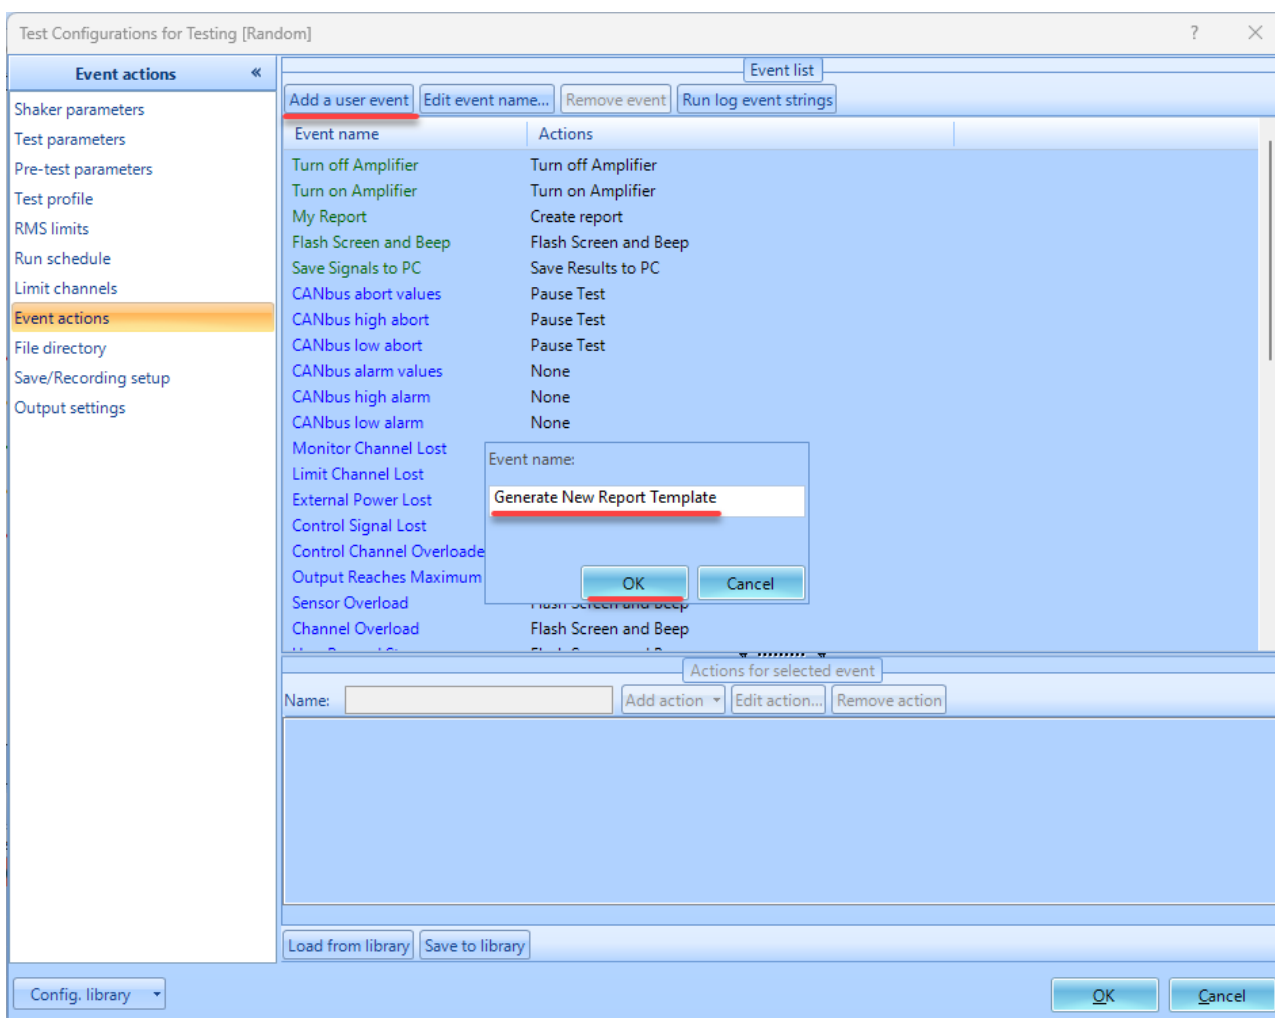 Test Configurations for Testing [Random]
?
Event actions «
Shaker parameters
Test parameters
Pre-test parameters
Test profile
RMS limits
Run schedule
Limit channels
Event actions
File directory
Save/Recording setup
Output settings
Event list
Add a user event Edit event name... Remove event Run log event strings
Event name Actions
Turn off Amplifier Turn off Amplifier
Turn on Amplifier Turn on Amplifier
My Report Create report
Flash Screen and Beep Flash Screen and Beep
Save Signals to PC Save Results to PC
CANbus abort values Pause Test
CANbus high abort Pause Test
CANbus low abort Pause Test
CANbus alarm values None
CANbus high alarm None
CANbus low alarm None
Monitor Channel Lost
Limit Channel Lost
External Power Lost
Control Signal Lost
Control Channel Overloade
Output Reaches Maximum
Sensor Overload Flash Screen and Beep
Channel Overload Flash Screen and Beep
Event name:
Generate New Report Template
OK Cancel
Actions for selected event
Name: Add action Edit action... Remove action
Load from library Save to library
Config. library
OK Cancel